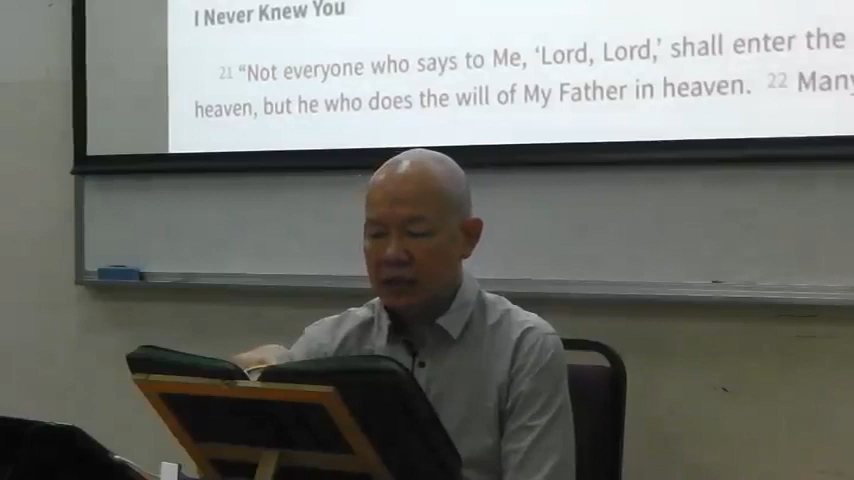 I Never Knew You
21 “Not everyone who says to Me, ‘Lord, Lord,’ shall enter the
heaven, but he who does the will of My Father in heaven. 22 Many